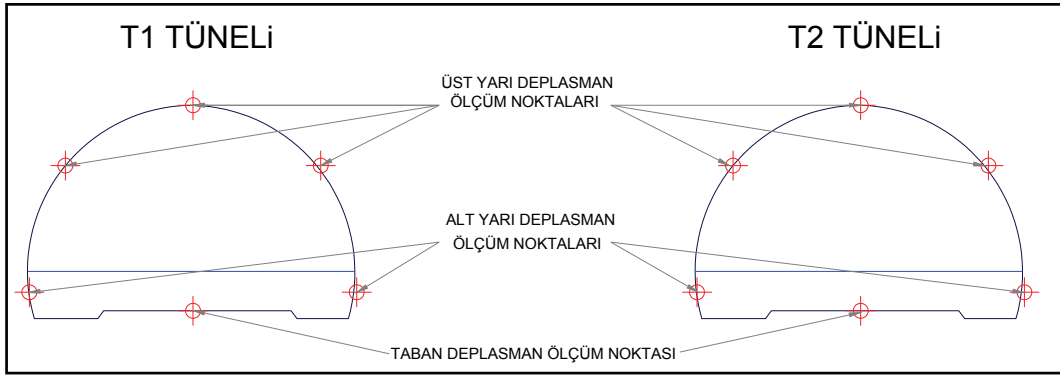 T1 TÜNELi
T2 TÜNELi
ÜST YARI DEPLASMAN
ÖLÇÜM NOKTALARI
ALT YARI DEPLASMAN
ÖLÇÜM NOKTALARI
TABAN DEPLASMAN ÖLÇÜM NOKTASI